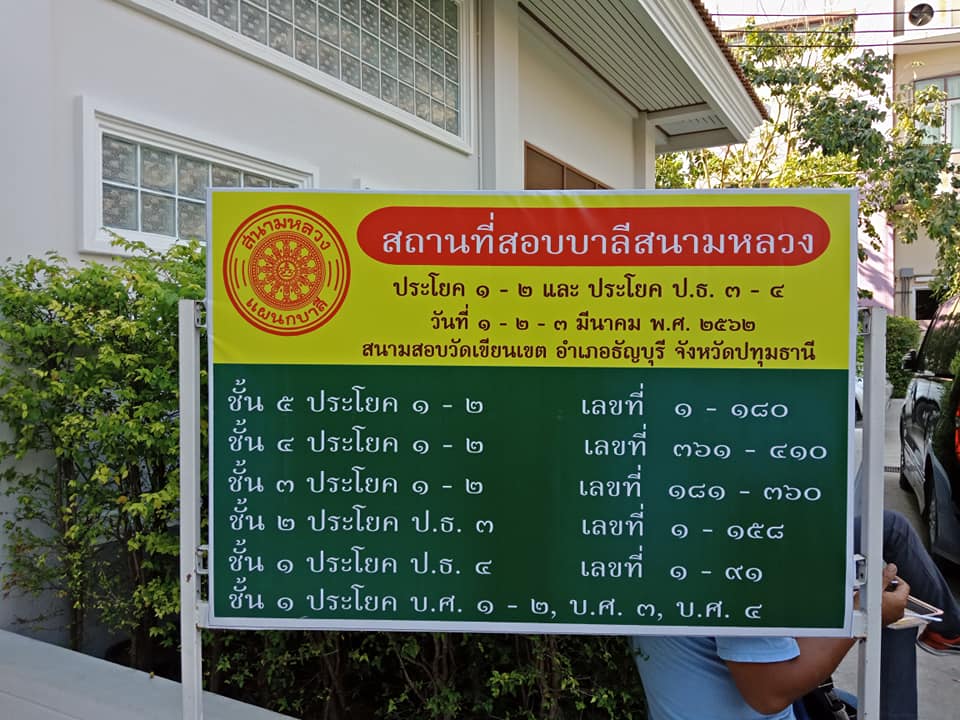 สนามหลวง
แผนกบาลี
สถานที่สอบบาลีสนามหลวง
ประโยค ๑ - ๒ และ ประโยค ป.ธ. ๓ - ๔
วันที่ ๑ - ๒ - ๓ มีนาคม พ.ศ. ๒๕๖๒
สนามสอบวัดเขียนเขต อำเภอธัญบุรี จังหวัดปทุมธานี
ชั้น ๕ ประโยค ๑ - ๒ เลขที่ ๑ - ๑๘๐
ชั้น ๔ ประโยค ๑ - ๒ เลขที่ ๓๖๑ - ๔๑๐
ชั้น ๓ ประโยค ๑ - ๒ เลขที่ ๑๘๑ - ๓๖๐
ชั้น ๒ ประโยค ป.ธ. ๓ เลขที่ ๑ - ๑๕๘
ชั้น ๑ ประโยค ป.ธ. ๔ เลขที่ ๑ - ๙๑
ชั้น ๑ ประโยค บ.ศ. ๑ - ๒, บ.ศ. ๓, บ.ศ. ๔